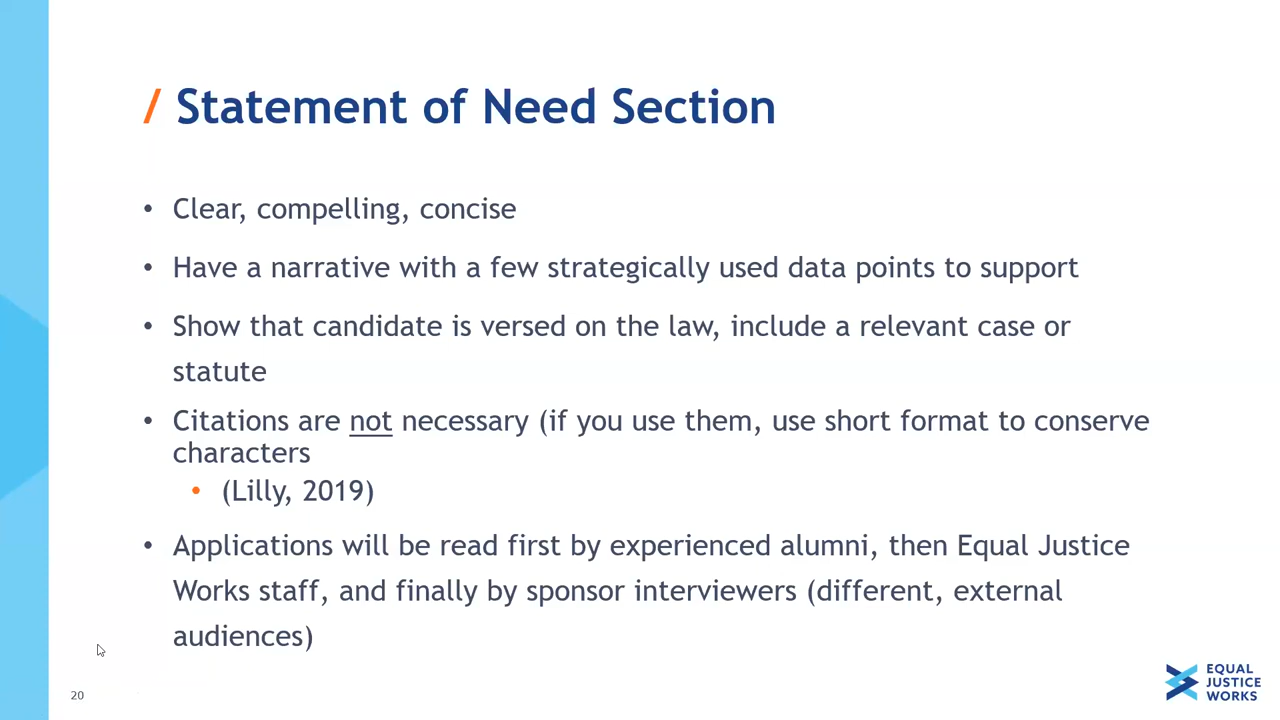 / Statement of Need Section
• Clear, compelling, concise
• Have a narrative with a few strategically used data points to support
• Show that candidate is versed on the law, include a relevant case or
statute
• Citations are not necessary (if you use them, use short format to conserve
characters
• (Lilly, 2019)
• Applications will be read first by experienced alumni, then Equal Justice
Works staff, and finally by sponsor interviewers (different, external
audiences)
20
EQUAL
JUSTICE
WORKS